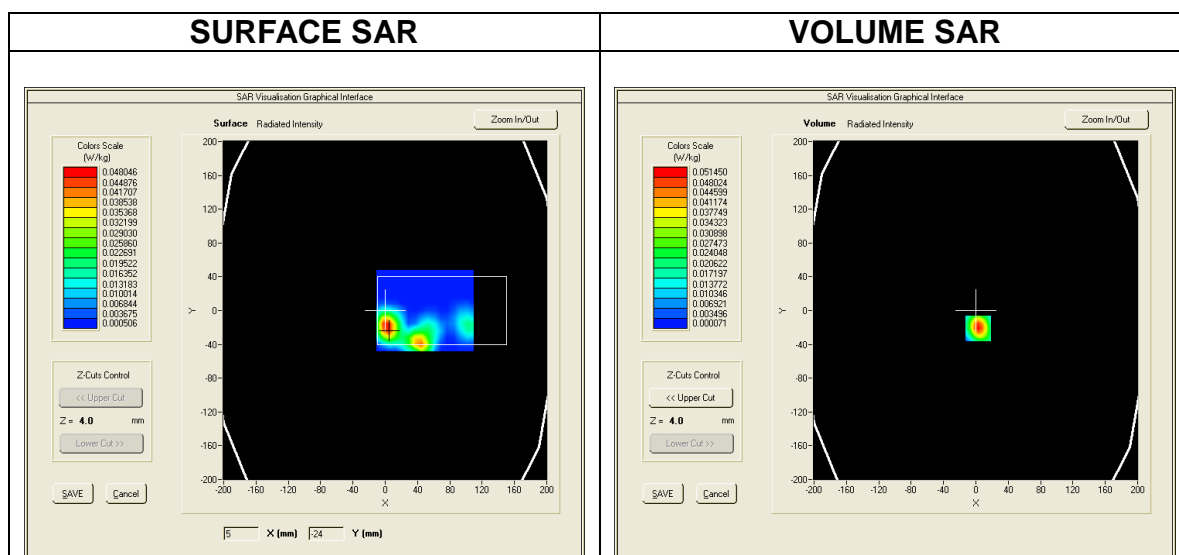 SURFACE SAR
VOLUME SAR
SAR Visualisation Graphical Interface
Surface Radiated Intensity
Zoom In/Out
Colors Scale
(W/kg)
0.048046
0.044876
0.041707
0.038538
0.035368
0.032199
0.029030
0.025860
0.022691
0.019522
0.016352
0.013183
0.010014
0.006844
0.003675
0.000506
Z-Cuts Control
<< Upper Cut
Z = 4.0 mm
Lower Cut >>
SAVE Cancel
200
160
120
80
40
0
-40
-80
-120
-160
-200
Y
-200 -160 -120 -80 -40 0 40 80 120 160 200
X
5 X (mm) -24 Y (mm)
SAR Visualisation Graphical Interface
Volume Radiated Intensity
Zoom In/Out
Colors Scale
(W/kg)
0.051450
0.048024
0.044599
0.041174
0.037749
0.034323
0.030898
0.027473
0.024048
0.020622
0.017197
0.013772
0.010346
0.006921
0.003496
0.000071
Z-Cuts Control
<< Upper Cut
Z = 4.0 mm
Lower Cut >>
SAVE Cancel
200
160
120
80
40
0
-40
-80
-120
-160
-200
Y
-200 -160 -120 -80 -40 0 40 80 120 160 200
X